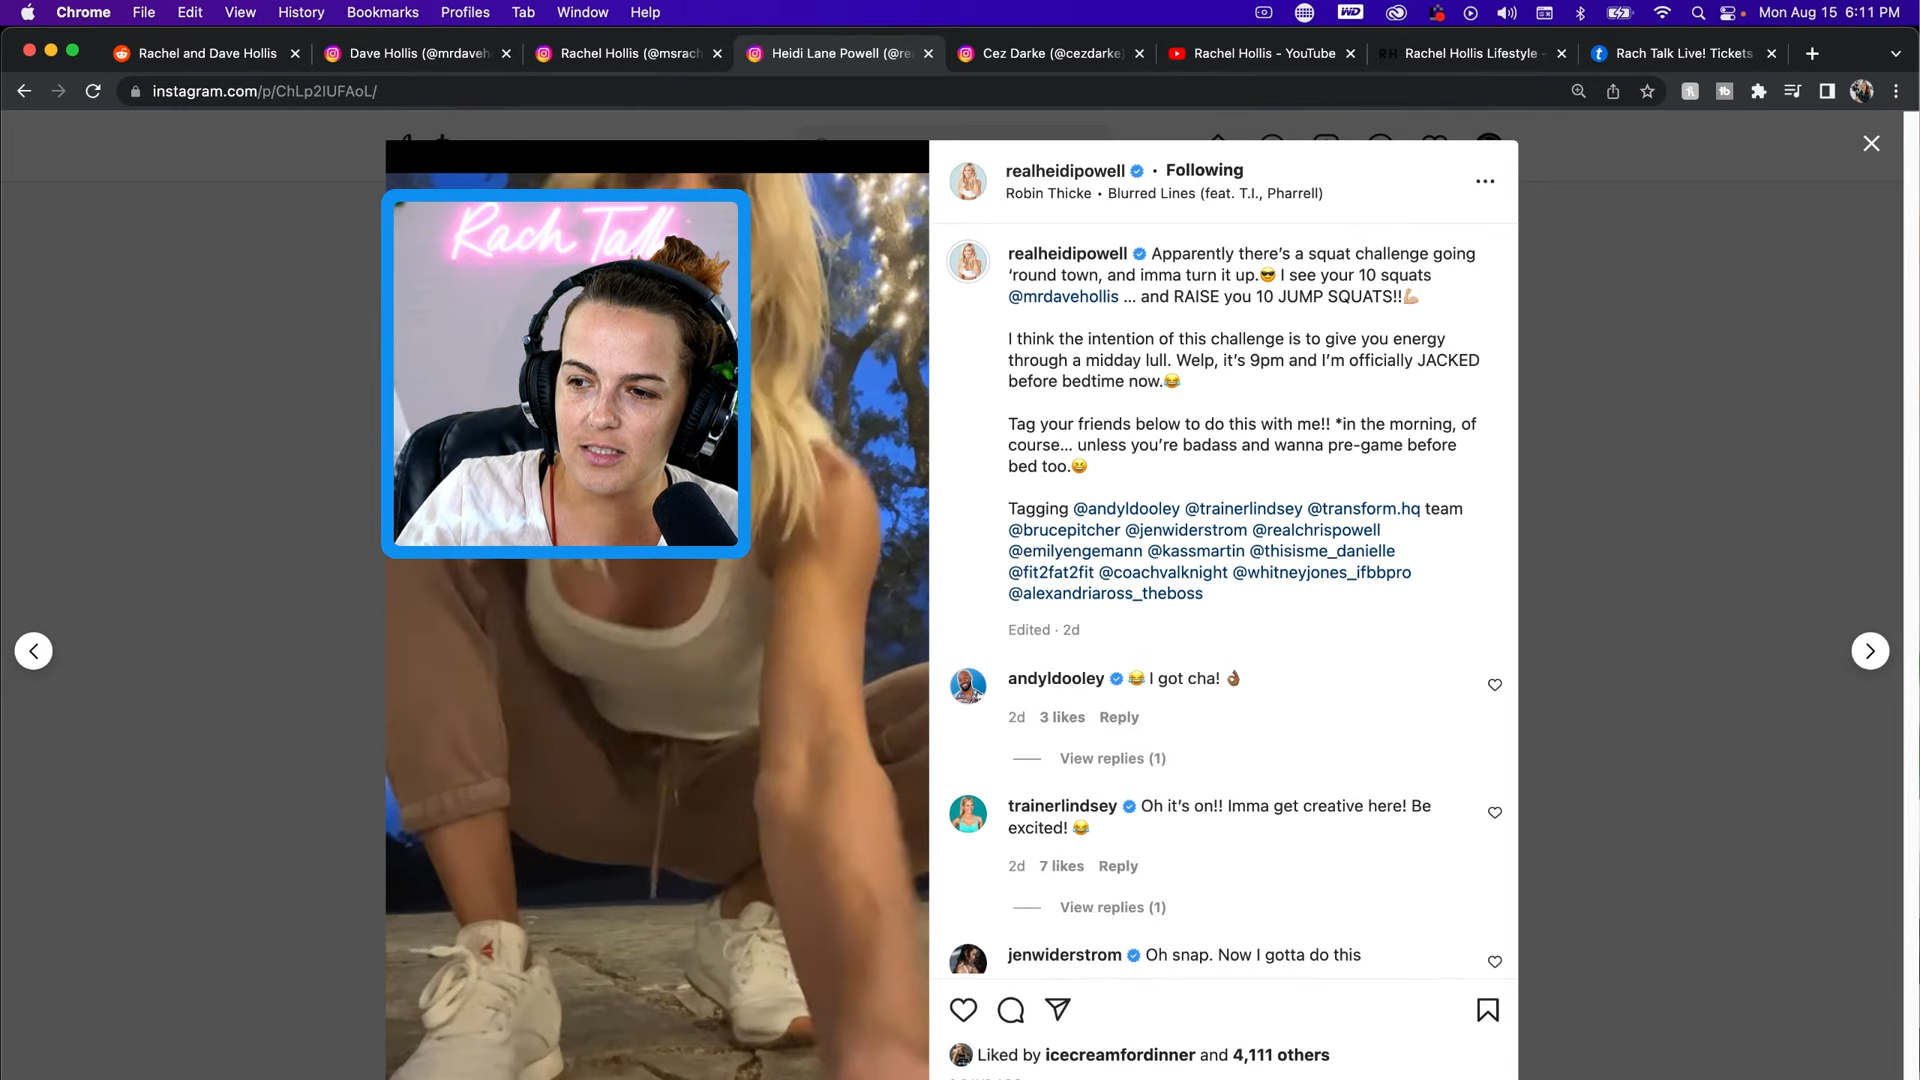 Chrome File Edit View History Bookmarks Profiles Tab Window Help
WD
Mon Aug 15 6:11 PM
Rachel and Dave Hollis
Dave Hollis (@mrdaveh
Rachel Hollis (@msrach
Heidi Lane Powell (@re
Cez Darke (@cezdarke)
Rachel Hollis - YouTube
RH Rachel Hollis Lifestyle -
Rach Talk Live! Tickets
instagram.com/p/ChLp2IUFAoL/
Rach Talk
realheidipowell • Following
Robin Thicke • Blurred Lines (feat. T.I., Pharrell)
realheidipowell Apparently there’s a squat challenge going
‘round town, and imma turn it up.😎 I see your 10 squats
@mrdavehollis ... and RAISE you 10 JUMP SQUATS!!💪🏼
I think the intention of this challenge is to give you energy
through a midday lull. Welp, it’s 9pm and I’m officially JACKED
before bedtime now.😂
Tag your friends below to do this with me!! *in the morning, of
course... unless you’re badass and wanna pre-game before
bed too.😆
Tagging @andyldooley @trainerlindsey @transform.hq team
@brucepitcher @jenwiderstrom @realchrispowell
@emilyengemann @kassmartin @thisisme_danielle
@fit2fat2fit @coachvalknight @whitneyjones_ifbbpro
@alexandriaross_theboss
Edited · 2d
andyldooley 😂 I got cha! 👌🏾
2d 3 likes Reply
View replies (1)
trainerlindsey Oh it’s on!! Imma get creative here! Be
excited! 😂
2d 7 likes Reply
View replies (1)
jenwiderstrom Oh snap. Now I gotta do this
Liked by icecreamfordinner and 4,111 others